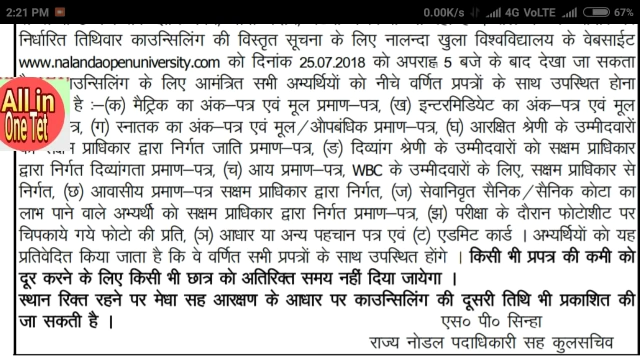 2:21 PM
0.00K/s
4G VoLTE
67%
निर्धारित तिथिवार काउन्सिलिंग की विस्तृत सूचना के लिए नालन्दा खुला विश्वविद्यालय के वेबसाईट
www.nalandaopenuniversity.com को दिनांक 25.07.2018 को अपराह्न 5 बजे के बाद देखा जा सकता
काउन्सिलिंग के लिए आमंत्रित सभी अभ्यर्थियों को नीचे वर्णित प्रपत्रों के साथ उपस्थित होना
All in
One Tet
है :–(क) मैट्रिक का अंक–पत्र एवं मूल प्रमाण–पत्र, (ख) इन्टरमिडियेट का अंक–पत्र एवं मूल
(ग) स्नातक का अंक–पत्र एवं मूल/औपबंधिक प्रमाण–पत्र, (घ) आरक्षित श्रेणी के उम्मीदवारों
प्राधिकार द्वारा निर्गत जाति प्रमाण–पत्र, (ङ) दिव्यांग श्रेणी के उम्मीदवारों को सक्षम प्राधिकार
द्वारा निर्गत दिव्यांगता प्रमाण–पत्र, (च) आय प्रमाण–पत्र, WBC के उम्मीदवारों के लिए, सक्षम प्राधिकार से
निर्गत, (छ) आवासीय प्रमाण–पत्र सक्षम प्राधिकार द्वारा निर्गत, (ज) सेवानिवृत सैनिक/सैनिक कोटा का
लाभ पाने वाले अभ्यर्थी को सक्षम प्राधिकार द्वारा निर्गत प्रमाण–पत्र, (झ) परीक्षा के दौरान फोटोशीट पर
चिपकाये गये फोटो की प्रति, (ञ) आधार या अन्य पहचान पत्र एवं (ट) एडमिट कार्ड । अभ्यर्थियों को यह
प्रतिवेदित किया जाता है कि वे वर्णित सभी प्रपत्रों के साथ उपस्थित होंगे । किसी भी प्रपत्र की कमी को
दूर करने के लिए किसी भी छात्र को अतिरिक्त समय नहीं दिया जायेगा ।
स्थान रिक्त रहने पर मेधा सह आरक्षण के आधार पर काउन्सिलिंग की दूसरी तिथि भी प्रकाशित की
जा सकती है ।
एस० पी० सिन्हा
राज्य नोडल पदाधिकारी सह कुलसचिव